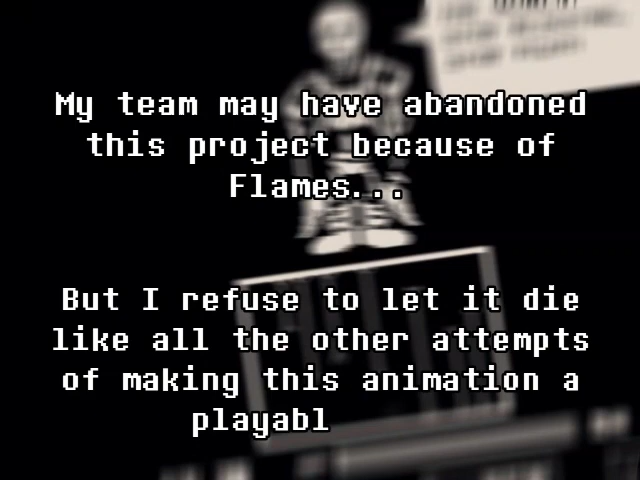 My team may have abandoned
this project because of
Flames...
But I refuse to let it die
like all the other attempts
of making this animation a
playabl